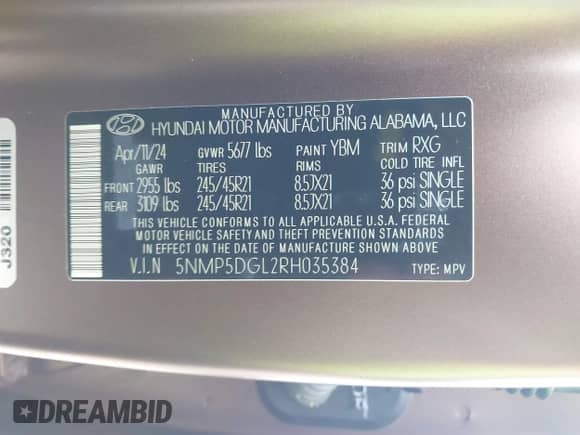 MANUFACTURED BY
HYUNDAI MOTOR MANUFACTURING ALABAMA, LLC
Apr/11/24 GVWR 5677 lbs PAINT YBM TRIM RXG
GAWR TIRES RIMS COLD TIRE INFL
FRONT 2955 lbs 245/45R21 8.5JX21 36 psi SINGLE
REAR 3109 lbs 245/45R21 8.5JX21 36 psi SINGLE
THIS VEHICLE CONFORMS TO ALL APPLICABLE U.S.A. FEDERAL
MOTOR VEHICLE SAFETY AND THEFT PREVENTION STANDARDS
IN EFFECT ON THE DATE OF MANUFACTURE SHOWN ABOVE.
V.I.N 5NMP5DGL2RH035384 TYPE: MPV
J320
DREAMBID